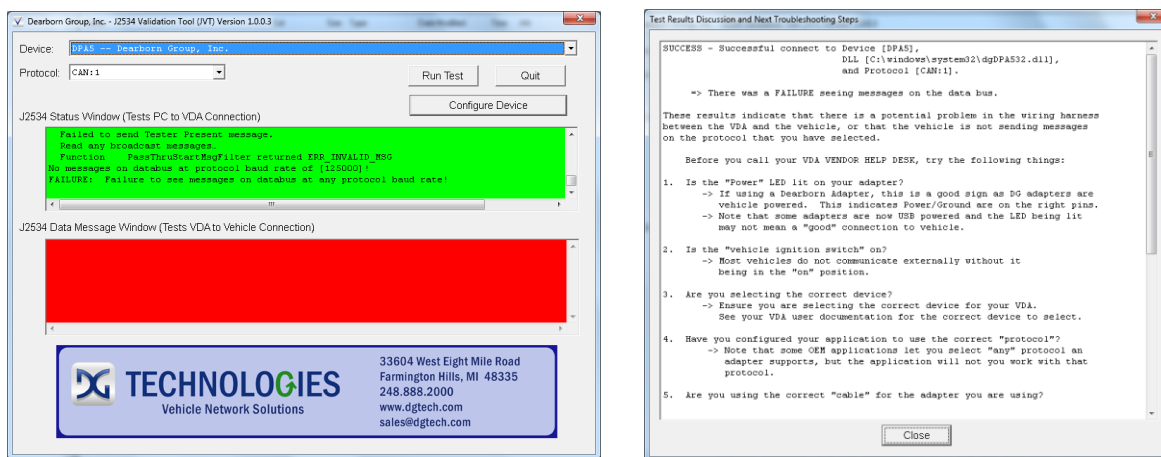 Dearborn Group, Inc. - J2534 Validation Tool (JVT) Version 1.0.0.3
Device:
DPA5 -- Dearborn Group, Inc.
Protocol:
CAN:1
Run Test
Quit
Configure Device
J2534 Status Window (Tests PC to VDA Connection)
Failed to send Tester Present message.
Read any broadcast messages.
Function PassThruStartMsgFilter returned ERR_INVALID_MSG
No messages on databus at protocol baud rate of [125000]!
FAILURE: Failure to see messages on databus at any protocol baud rate!
J2534 Data Message Window (Tests VDA to Vehicle Connection)
DG TECHNOLOGIES
Vehicle Network Solutions
33604 West Eight Mile Road
Farmington Hills, MI 48335
248.888.2000
www.dgtech.com
sales@dgtech.com
Test Results Discussion and Next Troubleshooting Steps
SUCCESS - Successful connect to Device [DPA5],
DLL [C:\windows\system32\dgDPA532.dll],
and Protocol [CAN:1].
=> There was a FAILURE seeing messages on the data bus.
These results indicate that there is a potential problem in the wiring harness
between the VDA and the vehicle, or that the vehicle is not sending messages
on the protocol that you have selected.
Before you call your VDA VENDOR HELP DESK, try the following things:
1. Is the "Power" LED lit on your adapter?
-> If using a Dearborn Adapter, this is a good sign as DG adapters are
vehicle powered. This indicates Power/Ground are on the right pins.
-> Note that some adapters are now USB powered and the LED being lit
may not mean a "good" connection to vehicle.
2. Is the "vehicle ignition switch" on?
-> Most vehicles do not communicate externally without it
being in the "on" position.
3. Are you selecting the correct device?
-> Ensure you are selecting the correct device for your VDA.
See your VDA user documentation for the correct device to select.
4. Have you configured your application to use the correct "protocol"?
-> Note that some OEM applications let you select "any" protocol an
adapter supports, but the application will not you work with that
protocol.
5. Are you using the correct "cable" for the adapter you are using?
Close